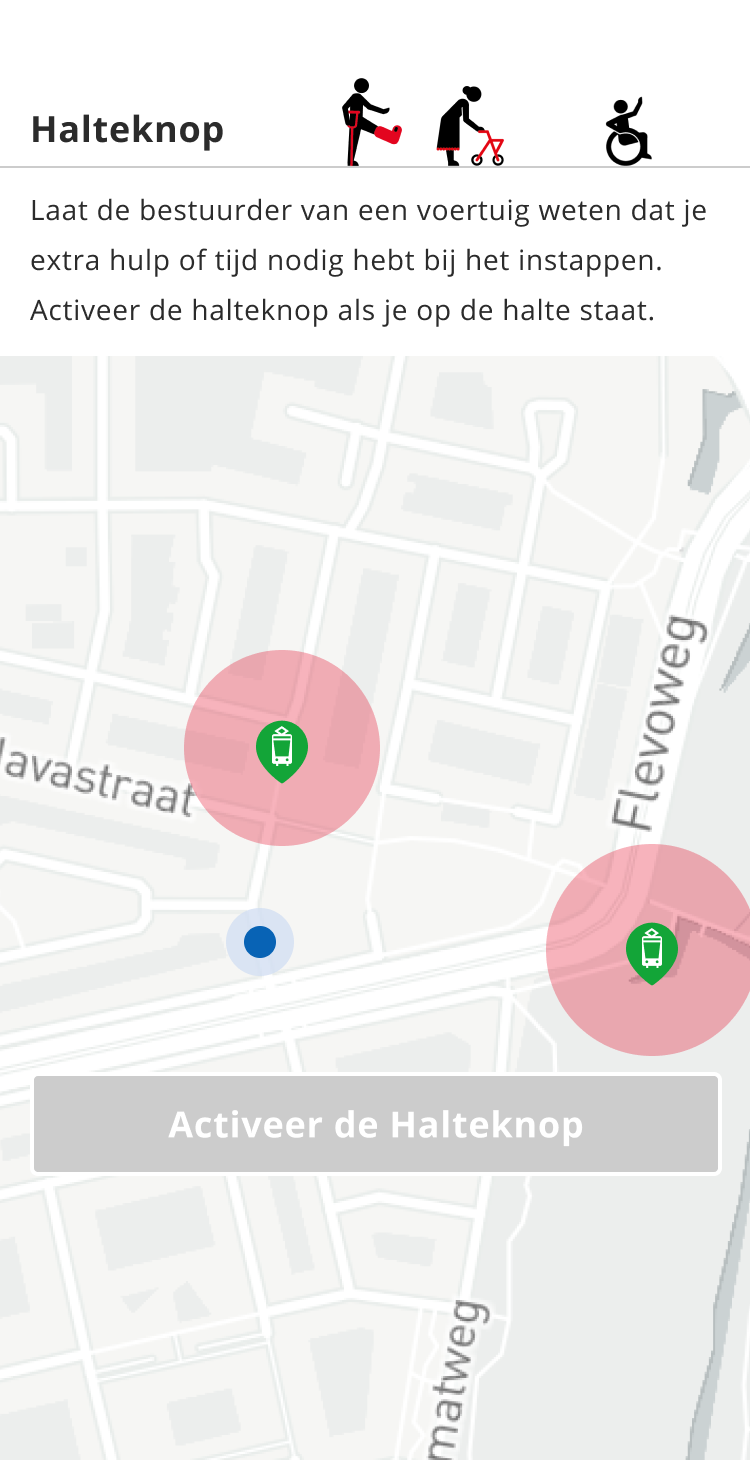 Halteknop
Laat de bestuurder van een voertuig weten dat je
extra hulp of tijd nodig hebt bij het instappen.
Activeer de halteknop als je op de halte staat.
Flevoweg
Javastraat
Activeer de Halteknop
matweg